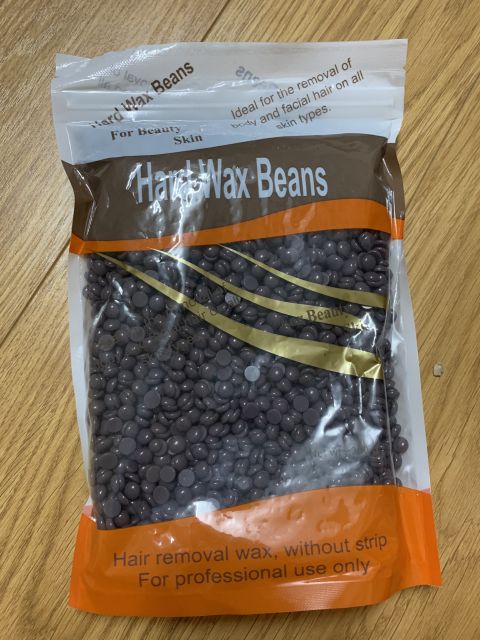 Hard Wax Beans
For Beauty
Skin
Ideal for the removal of
body and facial hair on all
skin types.
Hard Wax Beans
Beauty
Hair removal wax, without strip
For professional use only